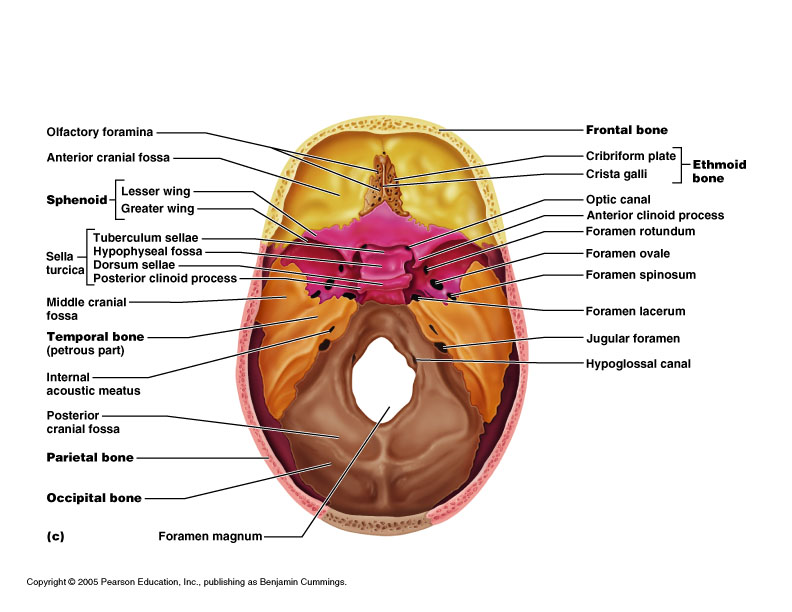 Olfactory foramina
Anterior cranial fossa
Sphenoid
Lesser wing
Greater wing
Sella
turcica
Tuberculum sellae
Hypophyseal fossa
Dorsum sellae
Posterior clinoid process
Middle cranial
fossa
Temporal bone
(petrous part)
Internal
acoustic meatus
Posterior
cranial fossa
Parietal bone
Occipital bone
(c)
Foramen magnum
Frontal bone
Cribriform plate
Crista galli
Ethmoid
bone
Optic canal
Anterior clinoid process
Foramen rotundum
Foramen ovale
Foramen spinosum
Foramen lacerum
Jugular foramen
Hypoglossal canal
Copyright © 2005 Pearson Education, Inc., publishing as Benjamin Cummings.